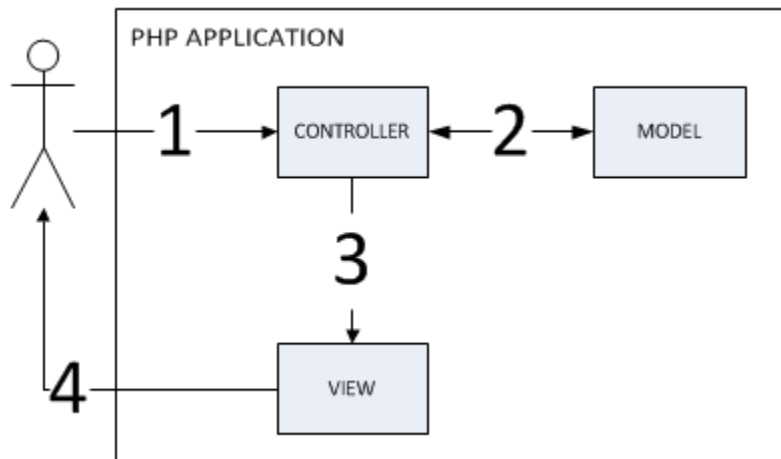 PHP APPLICATION
1
CONTROLLER
2
MODEL
3
VIEW
4